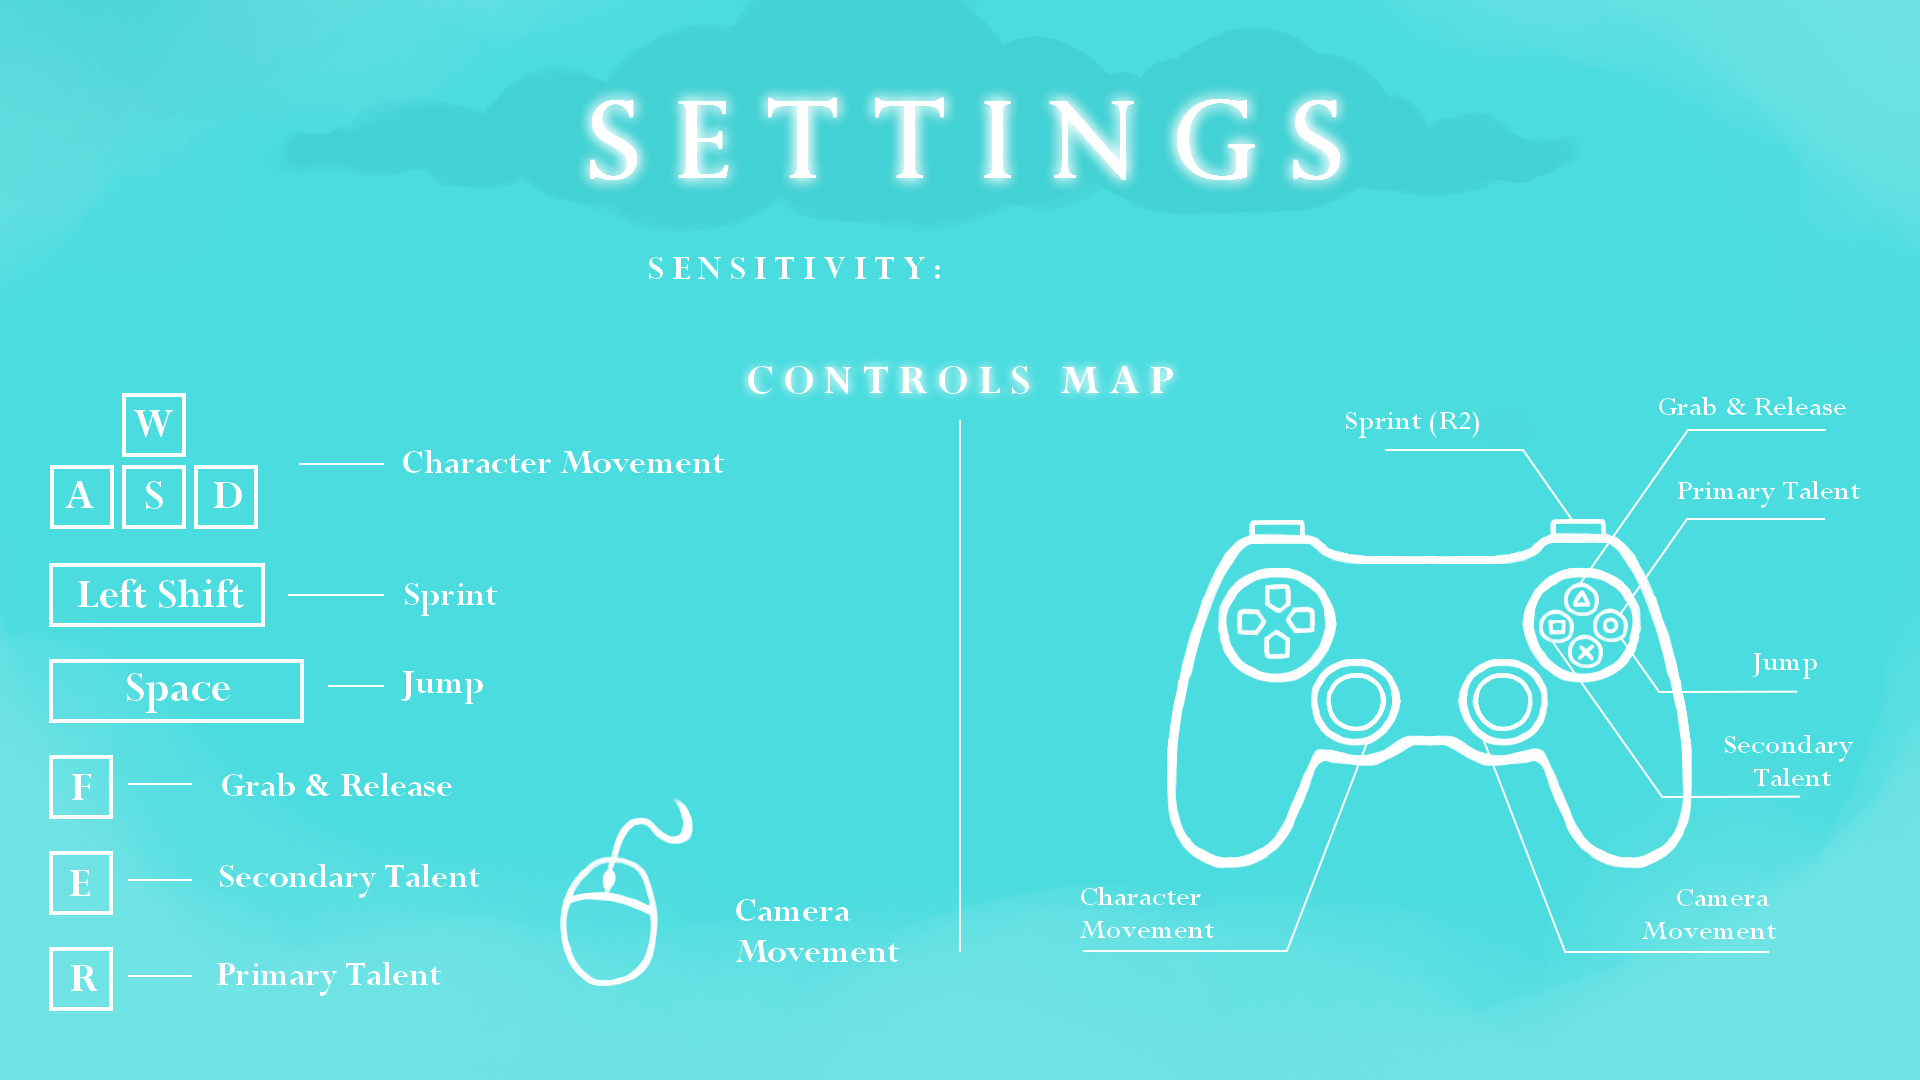 SETTINGS
SENSITIVITY:
CONTROLS MAP
W
A S D
Character Movement
Left Shift
Sprint
Space
Jump
F
Grab & Release
E
Secondary Talent
R
Primary Talent
Camera
Movement
Sprint (R2)
Grab & Release
Primary Talent
Jump
Secondary
Talent
Character
Movement
Camera
Movement